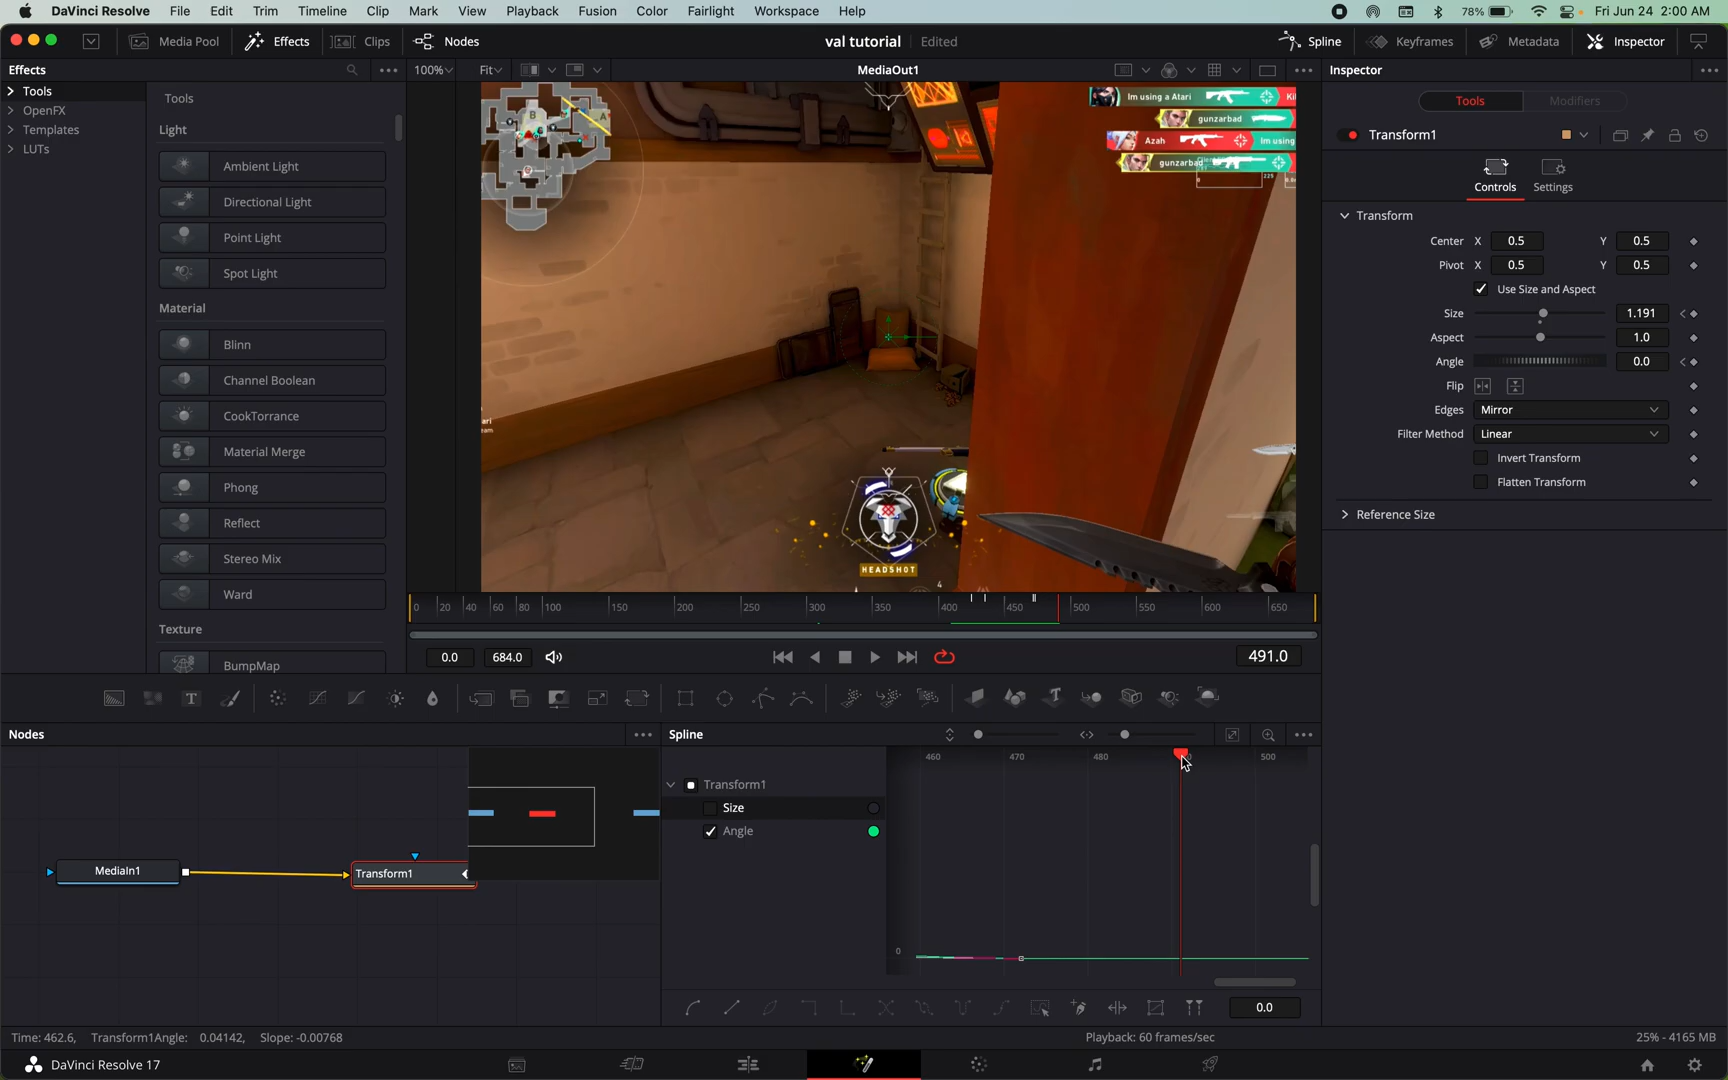 DaVinci Resolve File Edit Trim Timeline Clip Mark View Playback Fusion Color Fairlight Workspace Help 78% Fri Jun 24 2:00 AM
Media Pool Effects Clips Nodes val tutorial Edited Spline Keyframes Metadata Inspector
Effects 100% Fit MediaOut1 Inspector
Tools
OpenFX
Templates
LUTs
Tools
Light
Ambient Light
Directional Light
Point Light
Spot Light
Material
Blinn
Channel Boolean
CookTorrance
Material Merge
Phong
Reflect
Stereo Mix
Ward
Texture
BumpMap
B A
Im using a Atari Ki
gunzarbad
Azah Im using
gunzarbad
225
HEADSHOT
4
0 20 40 60 80 100 150 200 250 300 350 400 450 500 550 600 650
0.0 684.0 491.0
Tools Modifiers
Transform1
Controls Settings
Transform
Center X 0.5 Y 0.5
Pivot X 0.5 Y 0.5
Use Size and Aspect
Size 1.191
Aspect 1.0
Angle 0.0
Flip
Edges Mirror
Filter Method Linear
Invert Transform
Flatten Transform
Reference Size
Nodes
MediaIn1 Transform1
Spline
460 470 480 500
Transform1
Size
Angle
0
0.0
Time: 462.6, Transform1Angle: 0.04142, Slope: -0.00768 Playback: 60 frames/sec 25% - 4165 MB
DaVinci Resolve 17